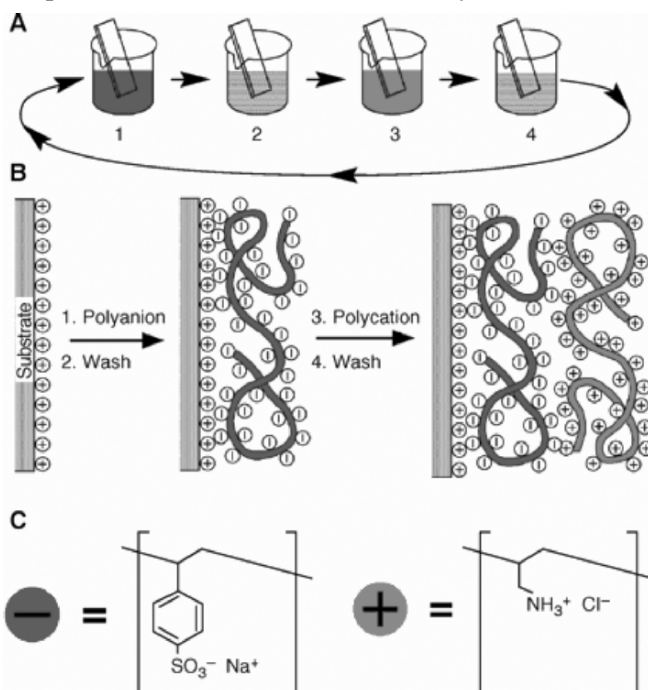 A
1 2 3 4
B
Substrate
1. Polyanion
2. Wash
3. Polycation
4. Wash
C
− =
SO₃⁻ Na⁺
+ =
NH₃⁺ Cl⁻